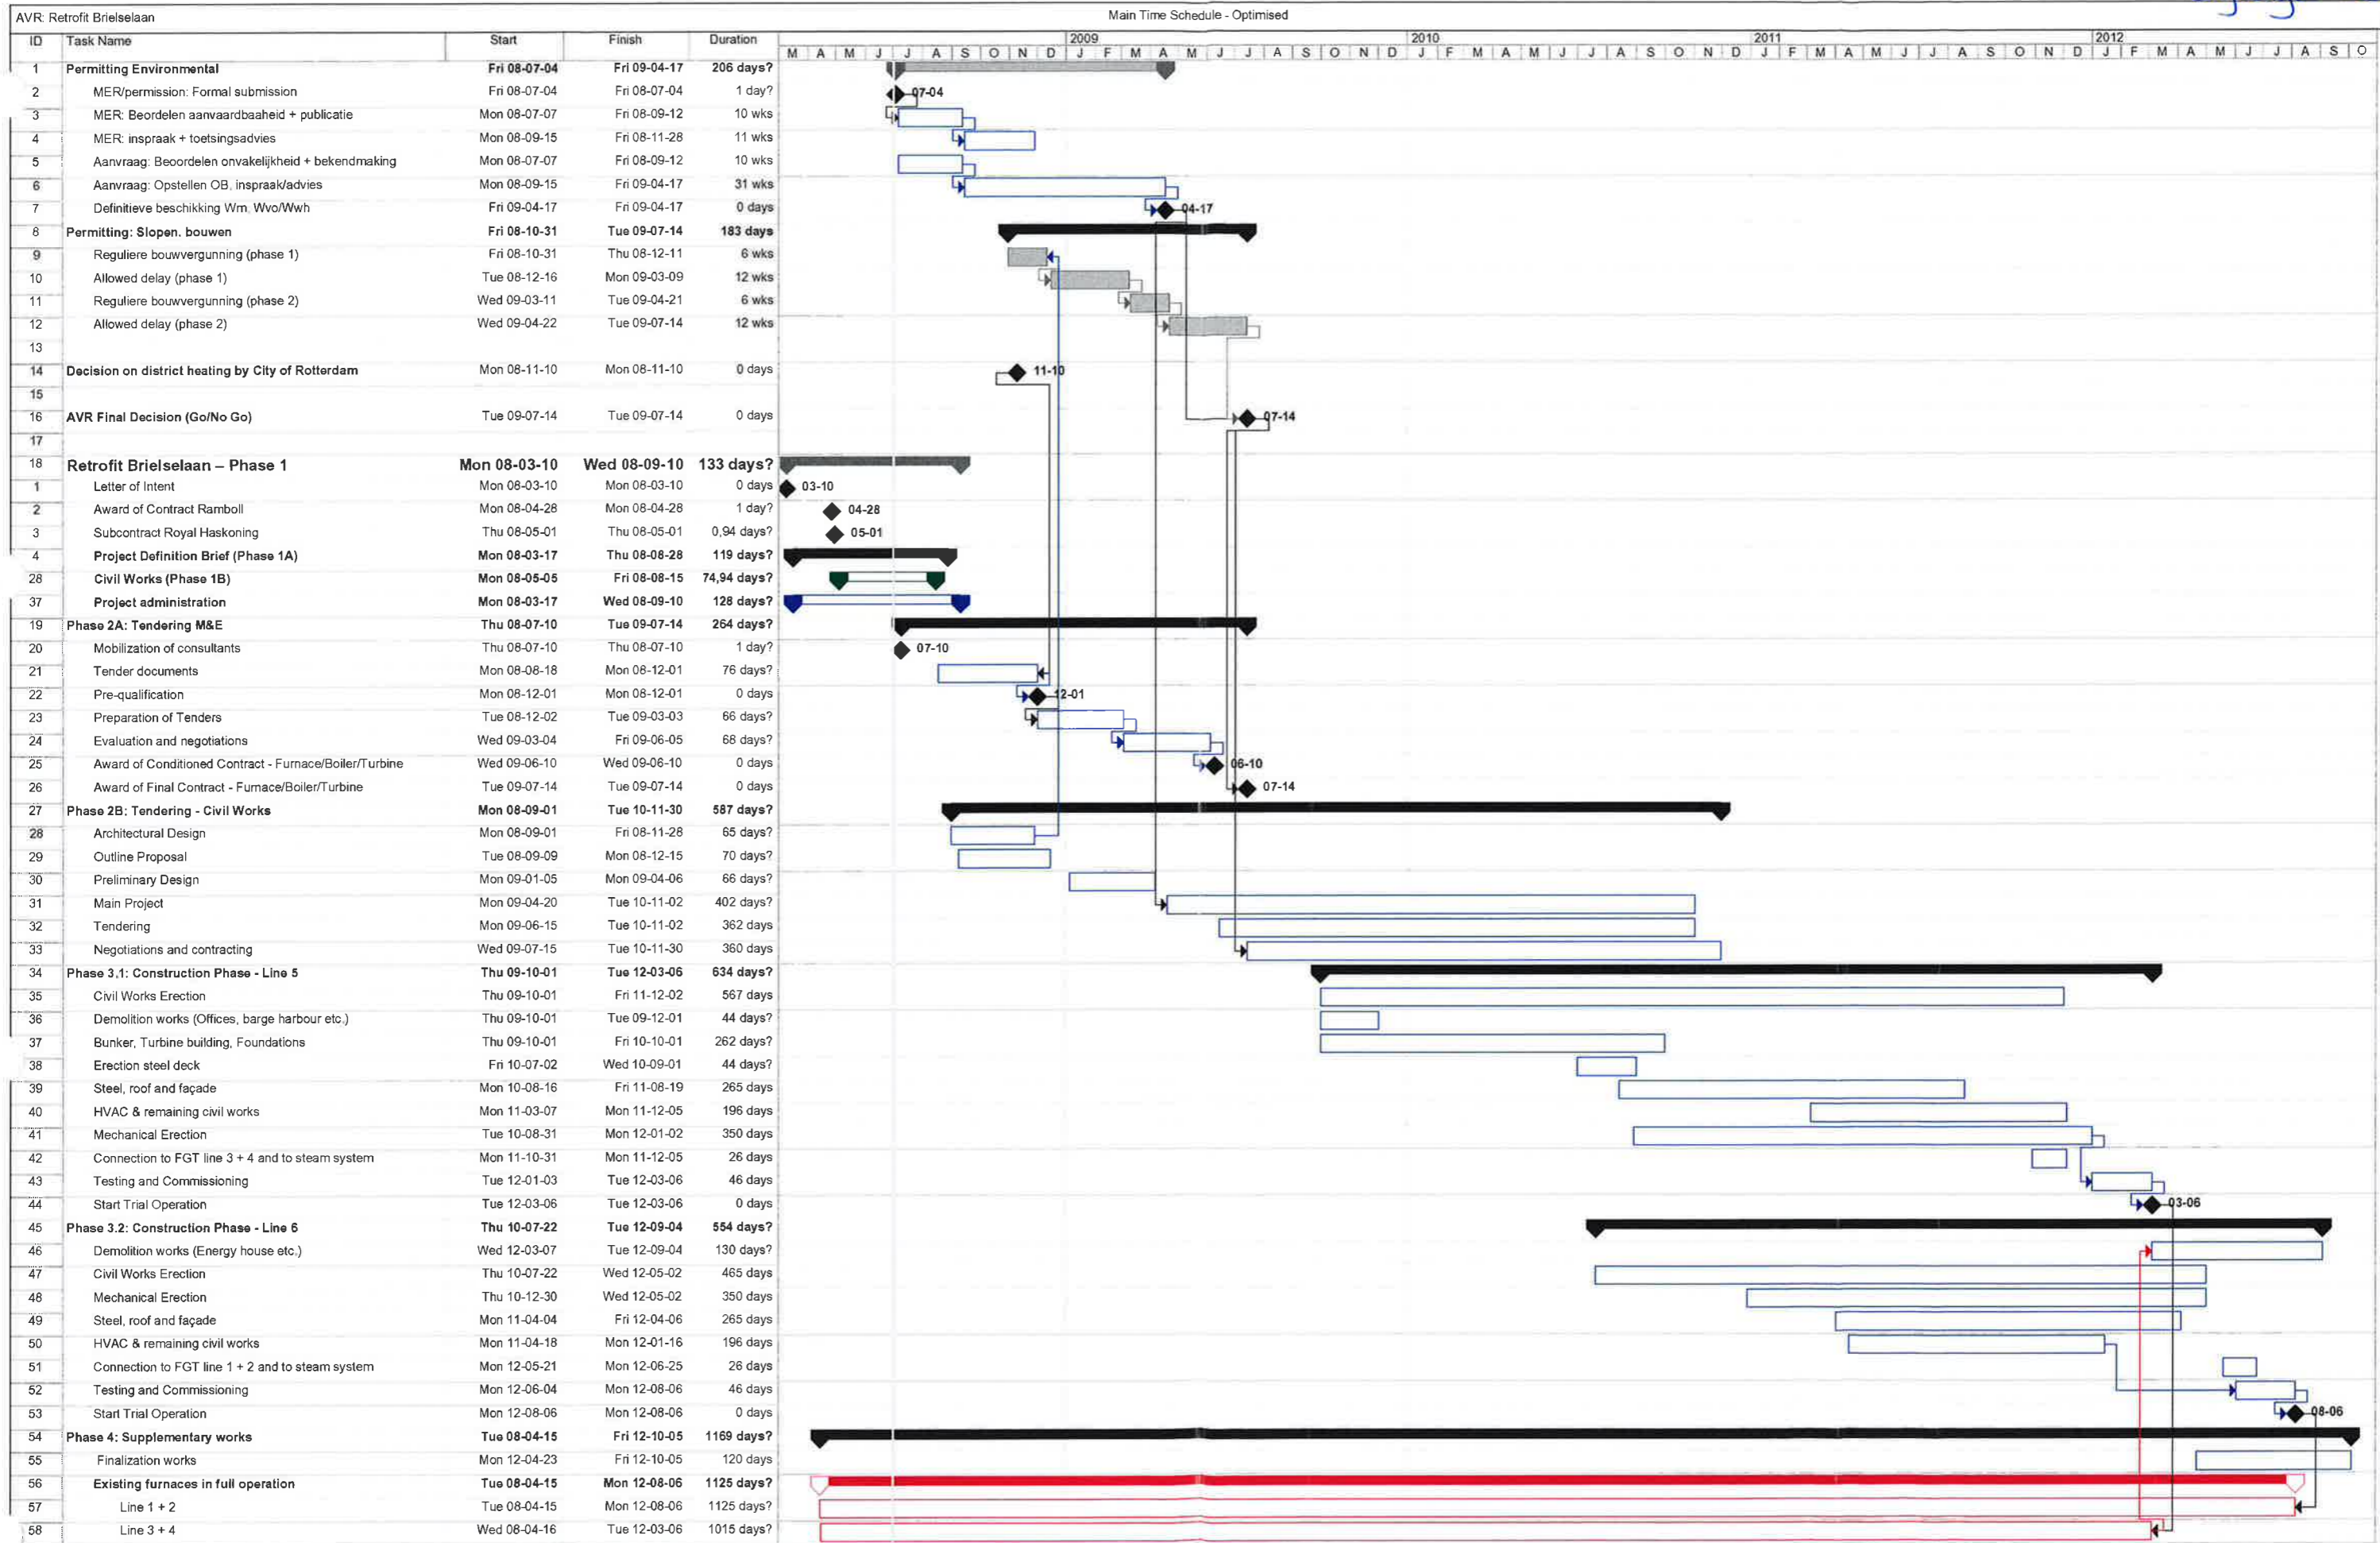 AVR: Retrofit Brielselaan
Main Time Schedule - Optimised
ID Task Name Start Finish Duration
2009 2010 2011 2012
M A M J J A S O N D J F M A M J J A S O N D J F M A M J J A S O N D J F M A M J J A S O N D J F M A M J J A S O
1 Permitting Environmental Fri 08-07-04 Fri 09-04-17 206 days?
2 MER/permission: Formal submission Fri 08-07-04 Fri 08-07-04 1 day? 07-04
3 MER: Beordelen aanvaardbaaheid + publicatie Mon 08-07-07 Fri 08-09-12 10 wks
4 MER: inspraak + toetsingsadvies Mon 08-09-15 Fri 08-11-28 11 wks
5 Aanvraag: Beoordelen onvakelijkheid + bekendmaking Mon 08-07-07 Fri 08-09-12 10 wks
6 Aanvraag: Opstellen OB, inspraak/advies Mon 08-09-15 Fri 09-04-17 31 wks
7 Definitieve beschikking Wm, Wvo/Wwh Fri 09-04-17 Fri 09-04-17 0 days 04-17
8 Permitting: Slopen, bouwen Fri 08-10-31 Tue 09-07-14 183 days
9 Reguliere bouwvergunning (phase 1) Fri 08-10-31 Thu 08-12-11 6 wks
10 Allowed delay (phase 1) Tue 08-12-16 Mon 09-03-09 12 wks
11 Reguliere bouwvergunning (phase 2) Wed 09-03-11 Tue 09-04-21 6 wks
12 Allowed delay (phase 2) Wed 09-04-22 Tue 09-07-14 12 wks
13
14 Decision on district heating by City of Rotterdam Mon 08-11-10 Mon 08-11-10 0 days 11-10
15
16 AVR Final Decision (Go/No Go) Tue 09-07-14 Tue 09-07-14 0 days 07-14
17
18 Retrofit Brielselaan – Phase 1 Mon 08-03-10 Wed 08-09-10 133 days?
1 Letter of Intent Mon 08-03-10 Mon 08-03-10 0 days 03-10
2 Award of Contract Ramboll Mon 08-04-28 Mon 08-04-28 1 day? 04-28
3 Subcontract Royal Haskoning Thu 08-05-01 Thu 08-05-01 0,94 days? 05-01
4 Project Definition Brief (Phase 1A) Mon 08-03-17 Thu 08-08-28 119 days?
28 Civil Works (Phase 1B) Mon 08-05-05 Fri 08-08-15 74,94 days?
37 Project administration Mon 08-03-17 Wed 08-09-10 128 days?
19 Phase 2A: Tendering M&E Thu 08-07-10 Tue 09-07-14 264 days?
20 Mobilization of consultants Thu 08-07-10 Thu 08-07-10 1 day? 07-10
21 Tender documents Mon 08-08-18 Mon 08-12-01 76 days?
22 Pre-qualification Mon 08-12-01 Mon 08-12-01 0 days 12-01
23 Preparation of Tenders Tue 08-12-02 Tue 09-03-03 66 days?
24 Evaluation and negotiations Wed 09-03-04 Fri 09-06-05 68 days?
25 Award of Conditioned Contract - Furnace/Boiler/Turbine Wed 09-06-10 Wed 09-06-10 0 days 06-10
26 Award of Final Contract - Furnace/Boiler/Turbine Tue 09-07-14 Tue 09-07-14 0 days 07-14
27 Phase 2B: Tendering - Civil Works Mon 08-09-01 Tue 10-11-30 587 days?
28 Architectural Design Mon 08-09-01 Fri 08-11-28 65 days?
29 Outline Proposal Tue 08-09-09 Mon 08-12-15 70 days?
30 Preliminary Design Mon 09-01-05 Mon 09-04-06 66 days?
31 Main Project Mon 09-04-20 Tue 10-11-02 402 days?
32 Tendering Mon 09-06-15 Tue 10-11-02 362 days
33 Negotiations and contracting Wed 09-07-15 Tue 10-11-30 360 days
34 Phase 3.1: Construction Phase - Line 5 Thu 09-10-01 Tue 12-03-06 634 days?
35 Civil Works Erection Thu 09-10-01 Fri 11-12-02 567 days
36 Demolition works (Offices, barge harbour etc.) Thu 09-10-01 Tue 09-12-01 44 days?
37 Bunker, Turbine building, Foundations Thu 09-10-01 Fri 10-10-01 262 days?
38 Erection steel deck Fri 10-07-02 Wed 10-09-01 44 days?
39 Steel, roof and façade Mon 10-08-16 Fri 11-08-19 265 days
40 HVAC & remaining civil works Mon 11-03-07 Mon 11-12-05 196 days
41 Mechanical Erection Tue 10-08-31 Mon 12-01-02 350 days
42 Connection to FGT line 3 + 4 and to steam system Mon 11-10-31 Mon 11-12-05 26 days
43 Testing and Commissioning Tue 12-01-03 Tue 12-03-06 46 days
44 Start Trial Operation Tue 12-03-06 Tue 12-03-06 0 days 03-06
45 Phase 3.2: Construction Phase - Line 6 Thu 10-07-22 Tue 12-09-04 554 days?
46 Demolition works (Energy house etc.) Wed 12-03-07 Tue 12-09-04 130 days?
47 Civil Works Erection Thu 10-07-22 Wed 12-05-02 465 days
48 Mechanical Erection Thu 10-12-30 Wed 12-05-02 350 days
49 Steel, roof and façade Mon 11-04-04 Fri 12-04-06 265 days
50 HVAC & remaining civil works Mon 11-04-18 Mon 12-01-16 196 days
51 Connection to FGT line 1 + 2 and to steam system Mon 12-05-21 Mon 12-06-25 26 days
52 Testing and Commissioning Mon 12-06-04 Mon 12-08-06 46 days
53 Start Trial Operation Mon 12-08-06 Mon 12-08-06 0 days 08-06
54 Phase 4: Supplementary works Tue 08-04-15 Fri 12-10-05 1169 days?
55 Finalization works Mon 12-04-23 Fri 12-10-05 120 days
56 Existing furnaces in full operation Tue 08-04-15 Mon 12-08-06 1125 days?
57 Line 1 + 2 Tue 08-04-15 Mon 12-08-06 1125 days?
58 Line 3 + 4 Wed 08-04-16 Tue 12-03-06 1015 days?